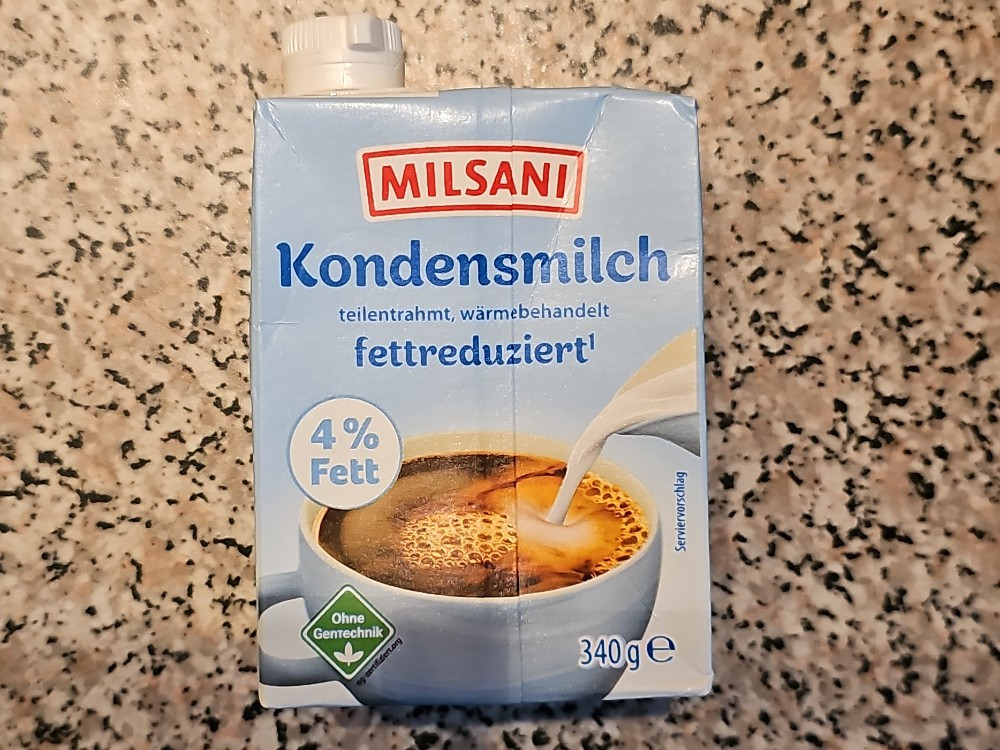 MILSANI
Kondensmilch
teilentrahmt, wärmebehandelt
fettreduziert¹
4%
Fett
Serviervorschlag
Ohne
Gentechnik
340 g ℮